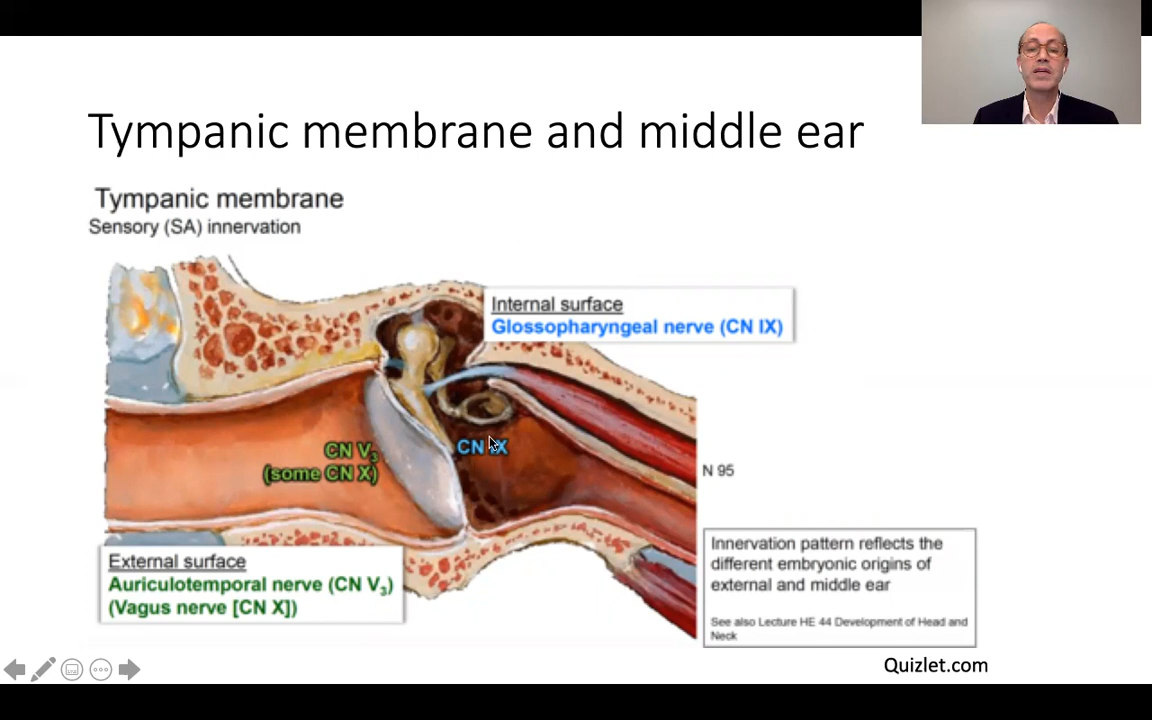 Tympanic membrane and middle ear
Tympanic membrane
Sensory (SA) innervation
Internal surface
Glossopharyngeal nerve (CN IX)
CN V3
(some CN X)
CN IX
N 95
External surface
Auriculotemporal nerve (CN V3)
(Vagus nerve [CN X])
Innervation pattern reflects the
different embryonic origins of
external and middle ear
See also Lecture HE 44 Development of Head and
Neck
Quizlet.com